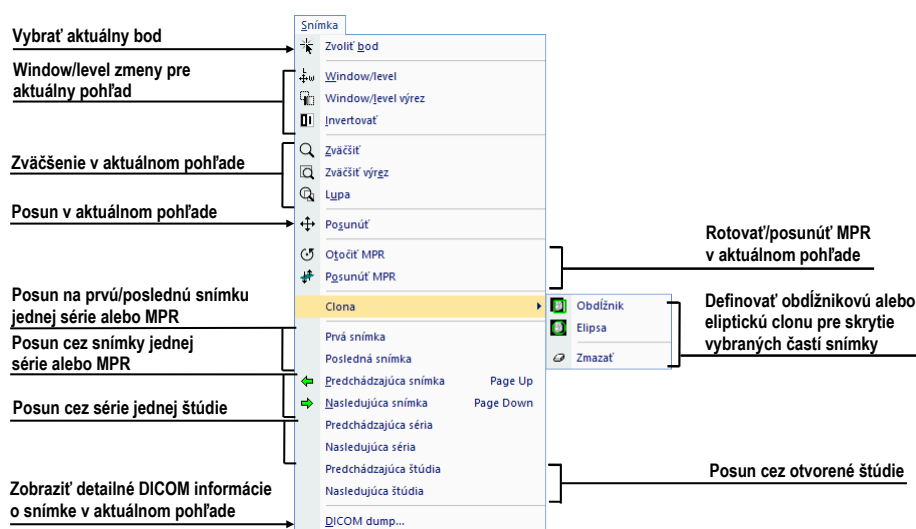 Snímka
Vybrať aktuálny bod
Zvoliť bod
Window/level zmeny pre
aktuálny pohľad
Window/level
Window/level výrez
Invertovať
Zväčšenie v aktuálnom pohľade
Zväčšiť
Zväčšiť výrez
Lupa
Posun v aktuálnom pohľade
Posunúť
Rotovať/posunúť MPR
v aktuálnom pohľade
Otočiť MPR
Posunúť MPR
Posun na prvú/poslednú snímku
jednej série alebo MPR
Clona
Obdĺžnik
Elipsa
Zmazať
Definovať obdĺžnikovú alebo
eliptickú clonu pre skrytie
vybraných častí snímky
Prvá snímka
Posledná snímka
Posun cez snímky jednej
série alebo MPR
Predchádzajúca snímka Page Up
Nasledujúca snímka Page Down
Posun cez série jednej štúdie
Predchádzajúca séria
Nasledujúca séria
Predchádzajúca štúdia
Nasledujúca štúdia
Posun cez otvorené štúdie
Zobraziť detailné DICOM informácie
o snímke v aktuálnom pohľade
DICOM dump...